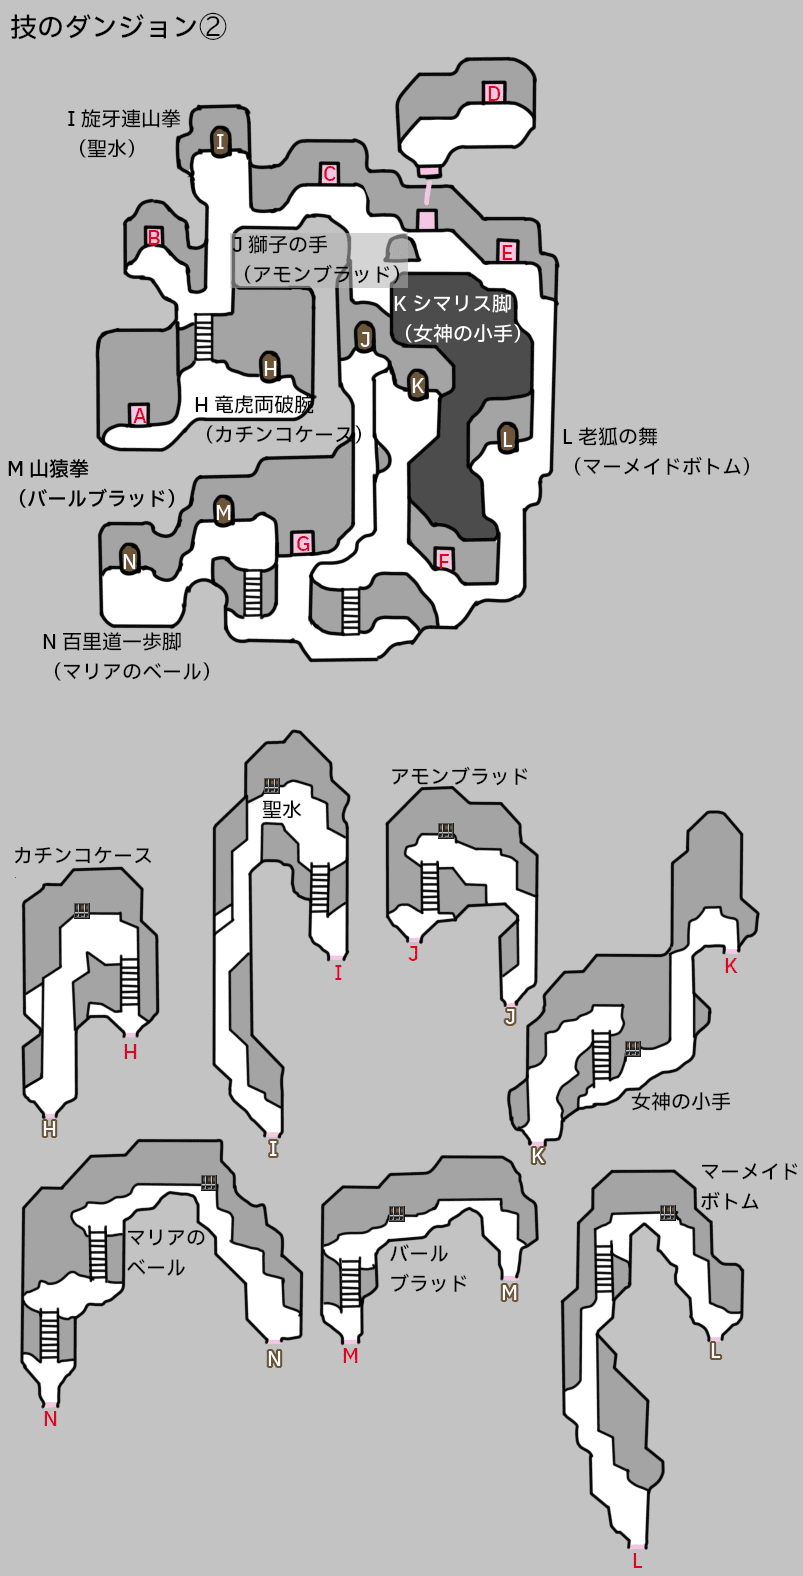 技のダンジョン②
D
I 旋牙連山拳
（聖水）
I
C
B
J 獅子の手
（アモンブラッド）
E
K シマリス脚
（女神の小手）
J
H
K
A
H 竜虎両破腕
（カチンコケース）
L
L 老狐の舞
（マーメイドボトム）
M 山猿拳
（バールブラッド）
M
N
G
F
N 百里道一歩脚
（マリアのベール）
カチンコケース
H
H
聖水
I
I
アモンブラッド
J
J
K
女神の小手
K
マリアの
ベール
N
N
バール
ブラッド
M
M
マーメイド
ボトム
L
L